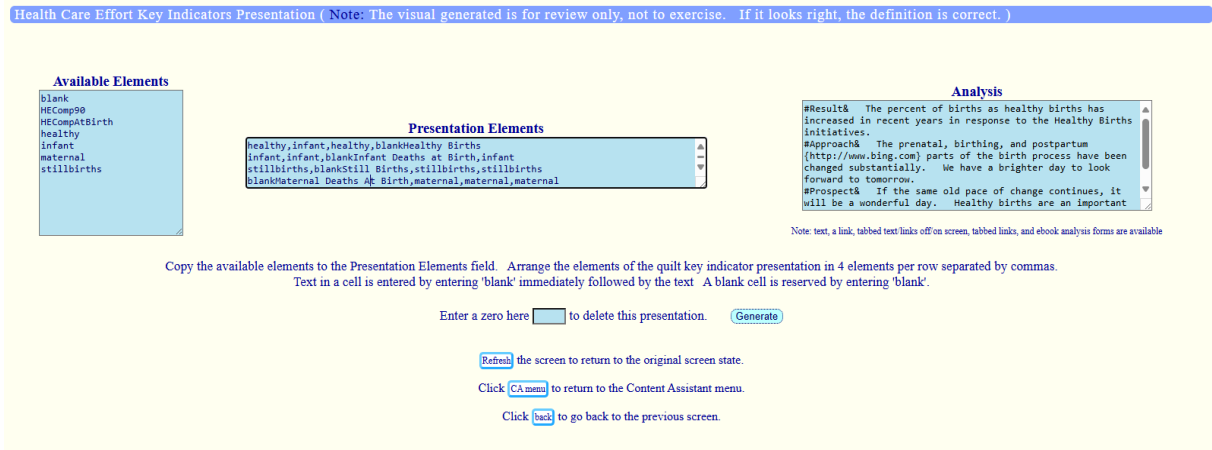 Health Care Effort Key Indicators Presentation ( Note: The visual generated is for review only, not to exercise. If it looks right, the definition is correct. )
Available Elements
blank
HEComp90
HECompAtBirth
healthy
infant
maternal
stillbirths
Presentation Elements
healthy,infant,healthy,blankHealthy Births
infant,infant,blankInfant Deaths at Birth,infant
stillbirths,blankStill Births,stillbirths,stillbirths
blankMaternal Deaths At Birth,maternal,maternal,maternal
Analysis
#Result& The percent of births as healthy births has
increased in recent years in response to the Healthy Births
initiatives.
#Approach& The prenatal, birthing, and postpartum
{http://www.bing.com} parts of the birth process have been
changed substantially. We have a brighter day to look
forward to tomorrow.
#Prospect& If the same old pace of change continues, it
will be a wonderful day. Healthy births are an important
Note: text, a link, tabbed text/links off/on screen, tabbed links, and ebook analysis forms are available
Copy the available elements to the Presentation Elements field. Arrange the elements of the quilt key indicator presentation in 4 elements per row separated by commas.
Text in a cell is entered by entering 'blank' immediately followed by the text A blank cell is reserved by entering 'blank'.
Enter a zero here to delete this presentation. Generate
Refresh the screen to return to the original screen state.
Click CA menu to return to the Content Assistant menu.
Click back to go back to the previous screen.